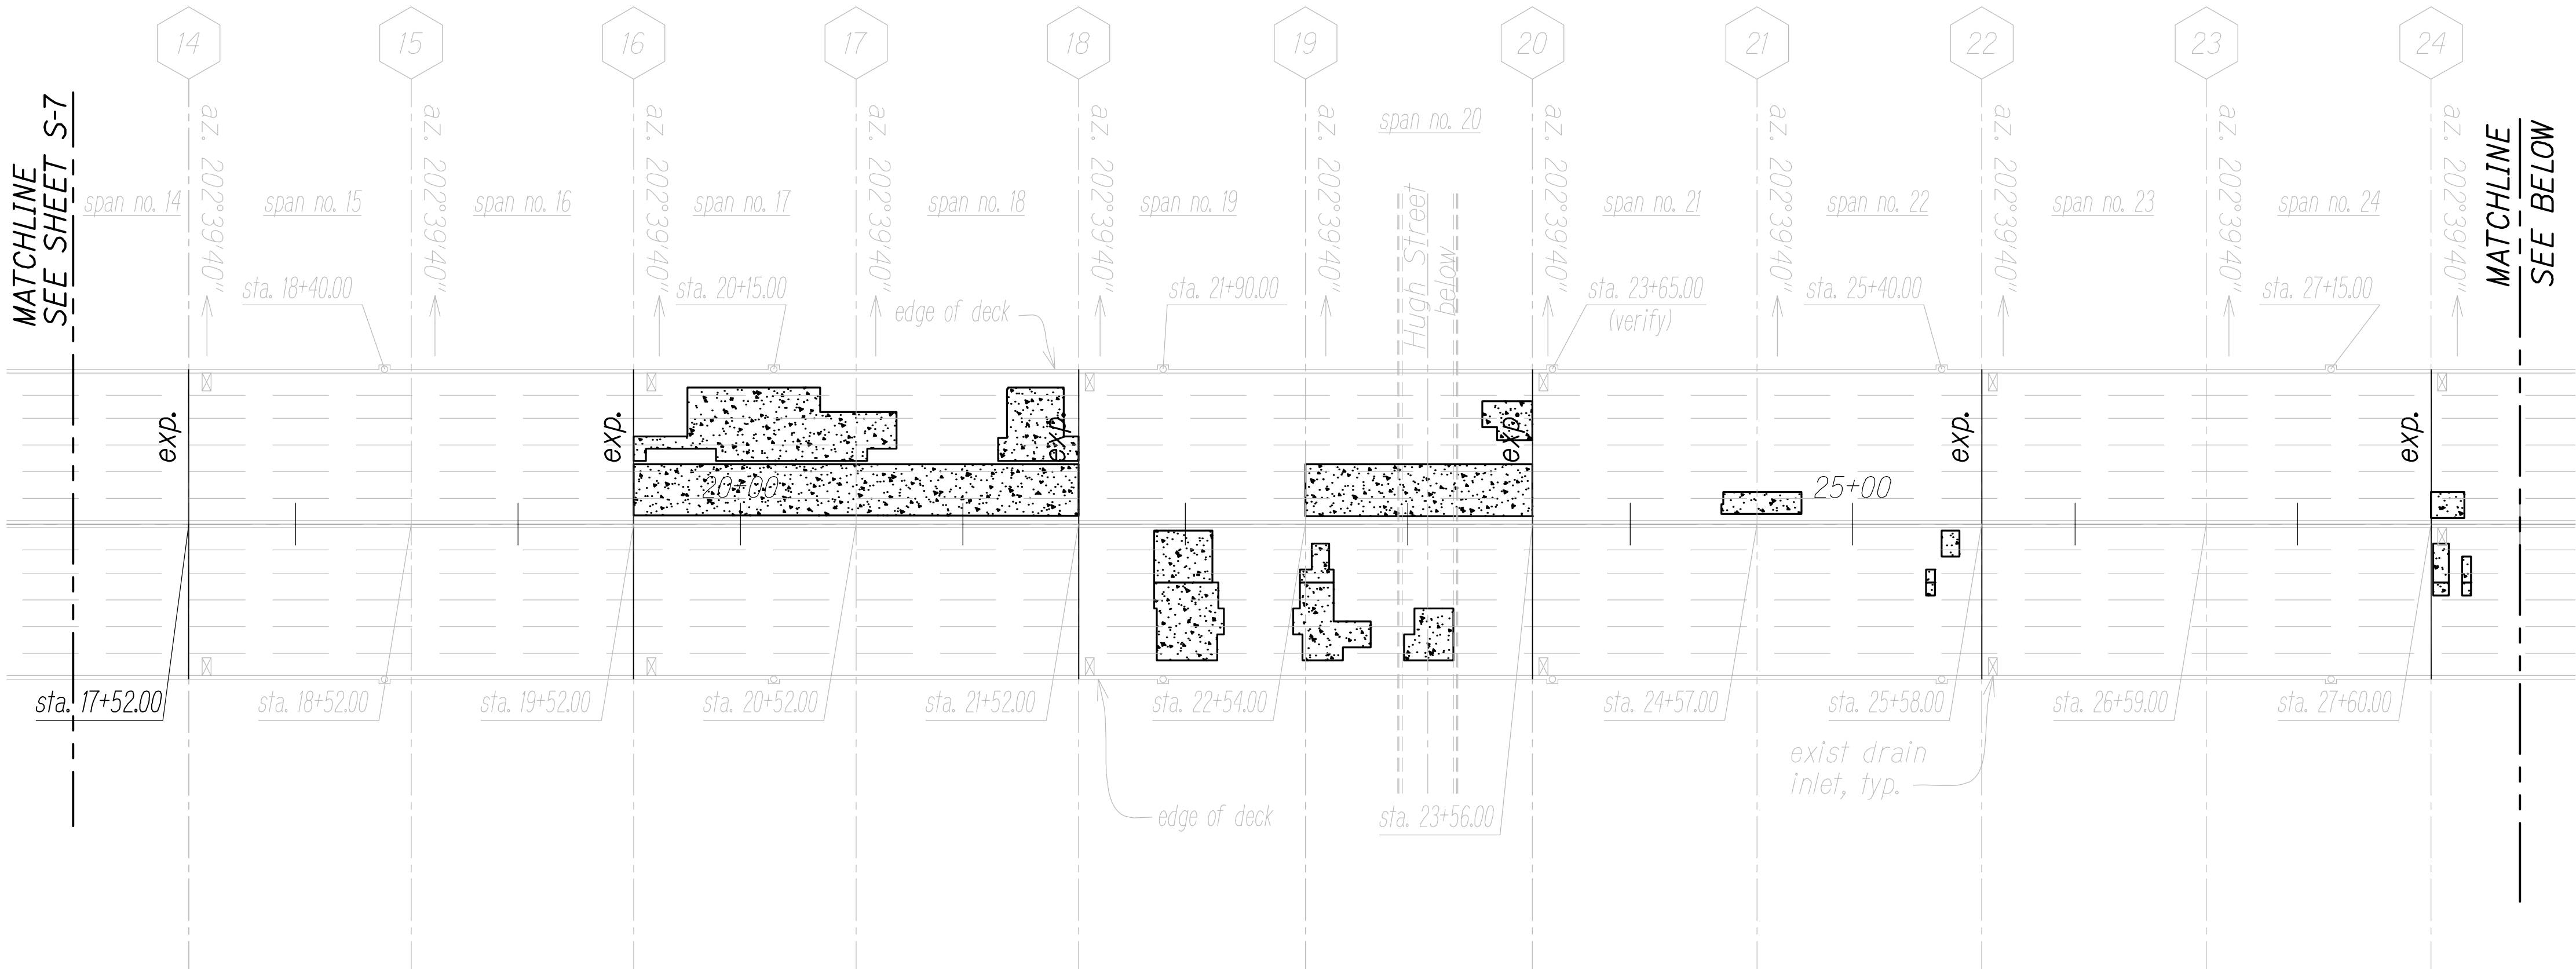 14
15
16
17
18
19
20
21
22
23
24
MATCHLINE
SEE SHEET S-7
az. 202°39'40"
az. 202°39'40"
az. 202°39'40"
az. 202°39'40"
az. 202°39'40"
az. 202°39'40"
az. 202°39'40"
az. 202°39'40"
az. 202°39'40"
az. 202°39'40"
az. 202°39'40"
MATCHLINE
SEE BELOW
span no. 20
span no. 14
span no. 15
span no. 16
span no. 17
span no. 18
span no. 19
span no. 21
span no. 22
span no. 23
span no. 24
Hugh Street
below
sta. 18+40.00
sta. 20+15.00
edge of deck
sta. 21+90.00
sta. 23+65.00
(verify)
sta. 25+40.00
sta. 27+15.00
exp.
exp.
exp.
exp.
exp.
exp.
20+00
25+00
sta. 17+52.00
sta. 18+52.00
sta. 19+52.00
sta. 20+52.00
sta. 21+52.00
sta. 22+54.00
sta. 24+57.00
sta. 25+58.00
sta. 26+59.00
sta. 27+60.00
exist drain
inlet, typ.
edge of deck
sta. 23+56.00